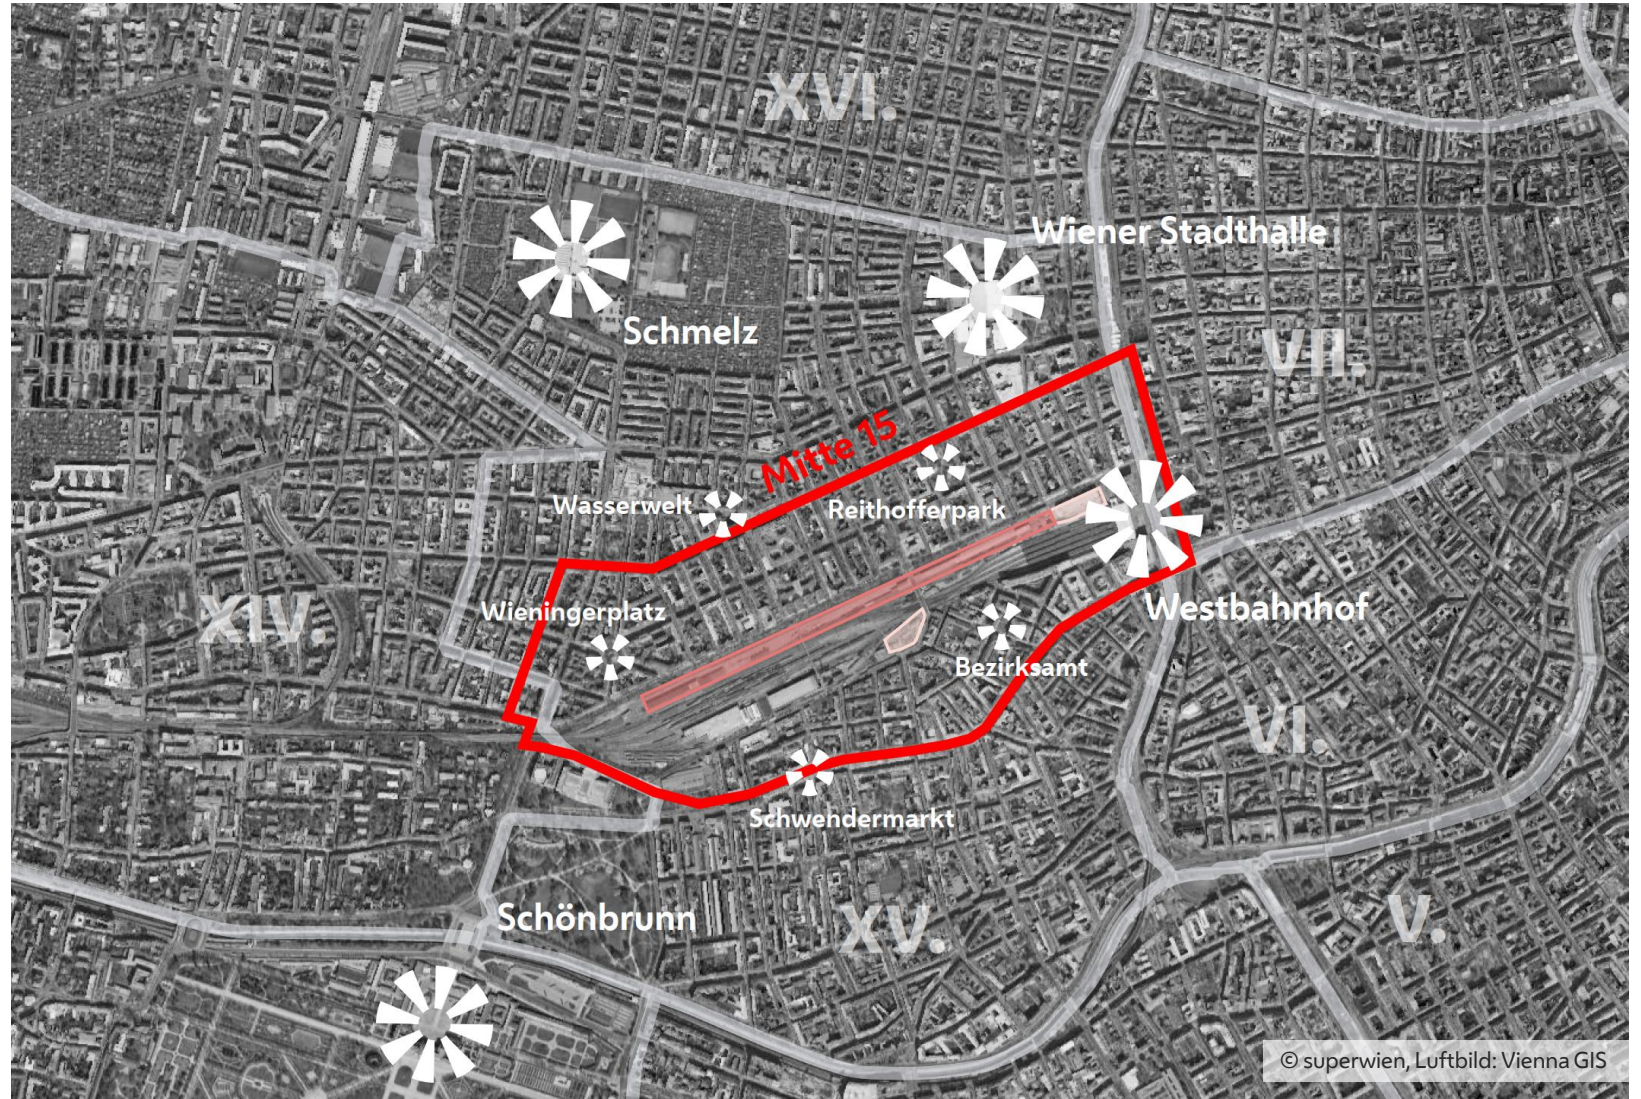 XVI.
Wiener Stadthalle
Schmelz
VII.
Mitte 15
Wasserwelt
Reithofferpark
XIV.
Wieningerplatz
Westbahnhof
Bezirksamt
VI.
Schwendermarkt
Schönbrunn
XV.
V.
© superwien, Luftbild: Vienna GIS